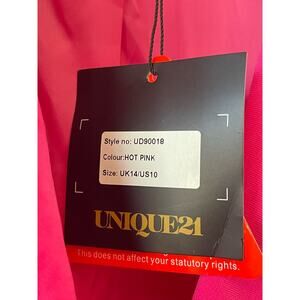 Style no: UD90018
Colour:HOT PINK
Size: UK14/US10
UNIQUE21
This does not affect your statutory rights.